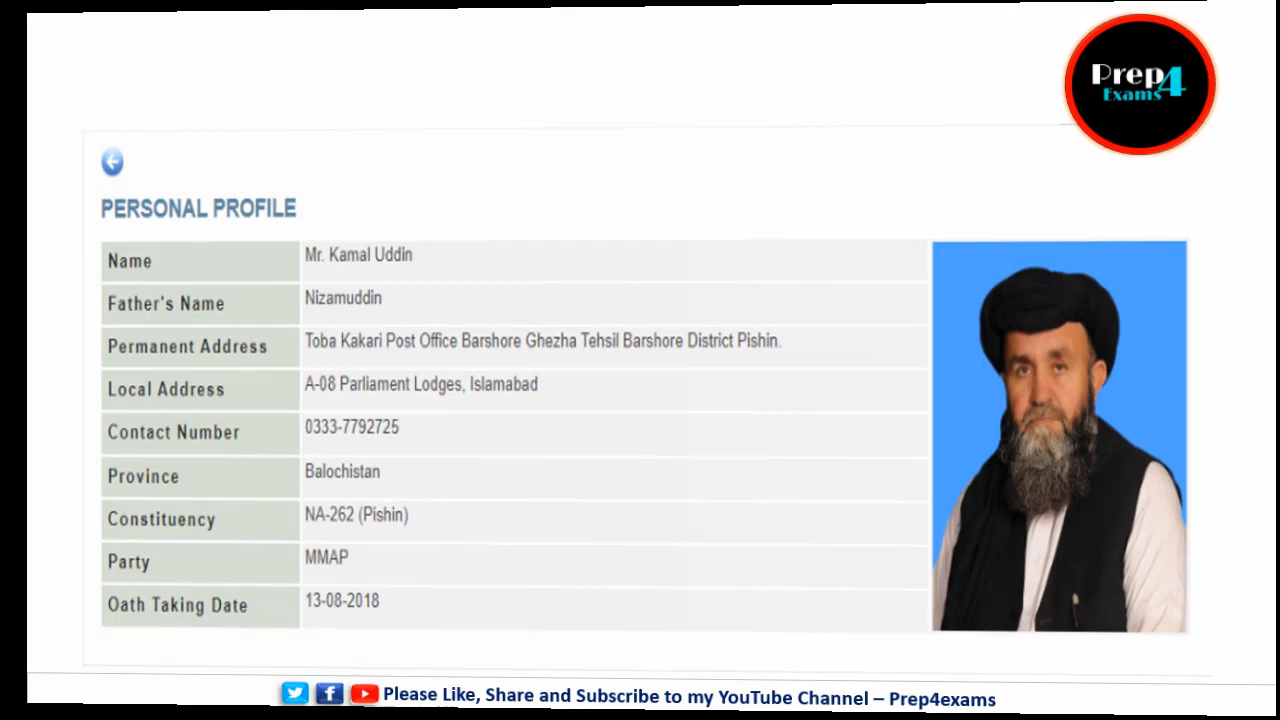 Prep4
Exams
PERSONAL PROFILE
Name Mr. Kamal Uddin
Father's Name Nizamuddin
Permanent Address Toba Kakari Post Office Barshore Ghezha Tehsil Barshore District Pishin.
Local Address A-08 Parliament Lodges, Islamabad
Contact Number 0333-7792725
Province Balochistan
Constituency NA-262 (Pishin)
Party MMAP
Oath Taking Date 13-08-2018
Please Like, Share and Subscribe to my YouTube Channel – Prep4exams